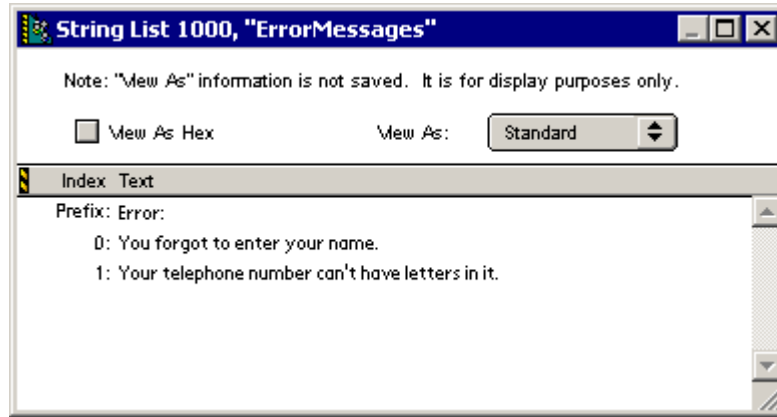 String List 1000, "ErrorMessages"
Note: "View As" information is not saved. It is for display purposes only.
View As Hex View As: Standard
Index Text
Prefix: Error:
0: You forgot to enter your name.
1: Your telephone number can't have letters in it.